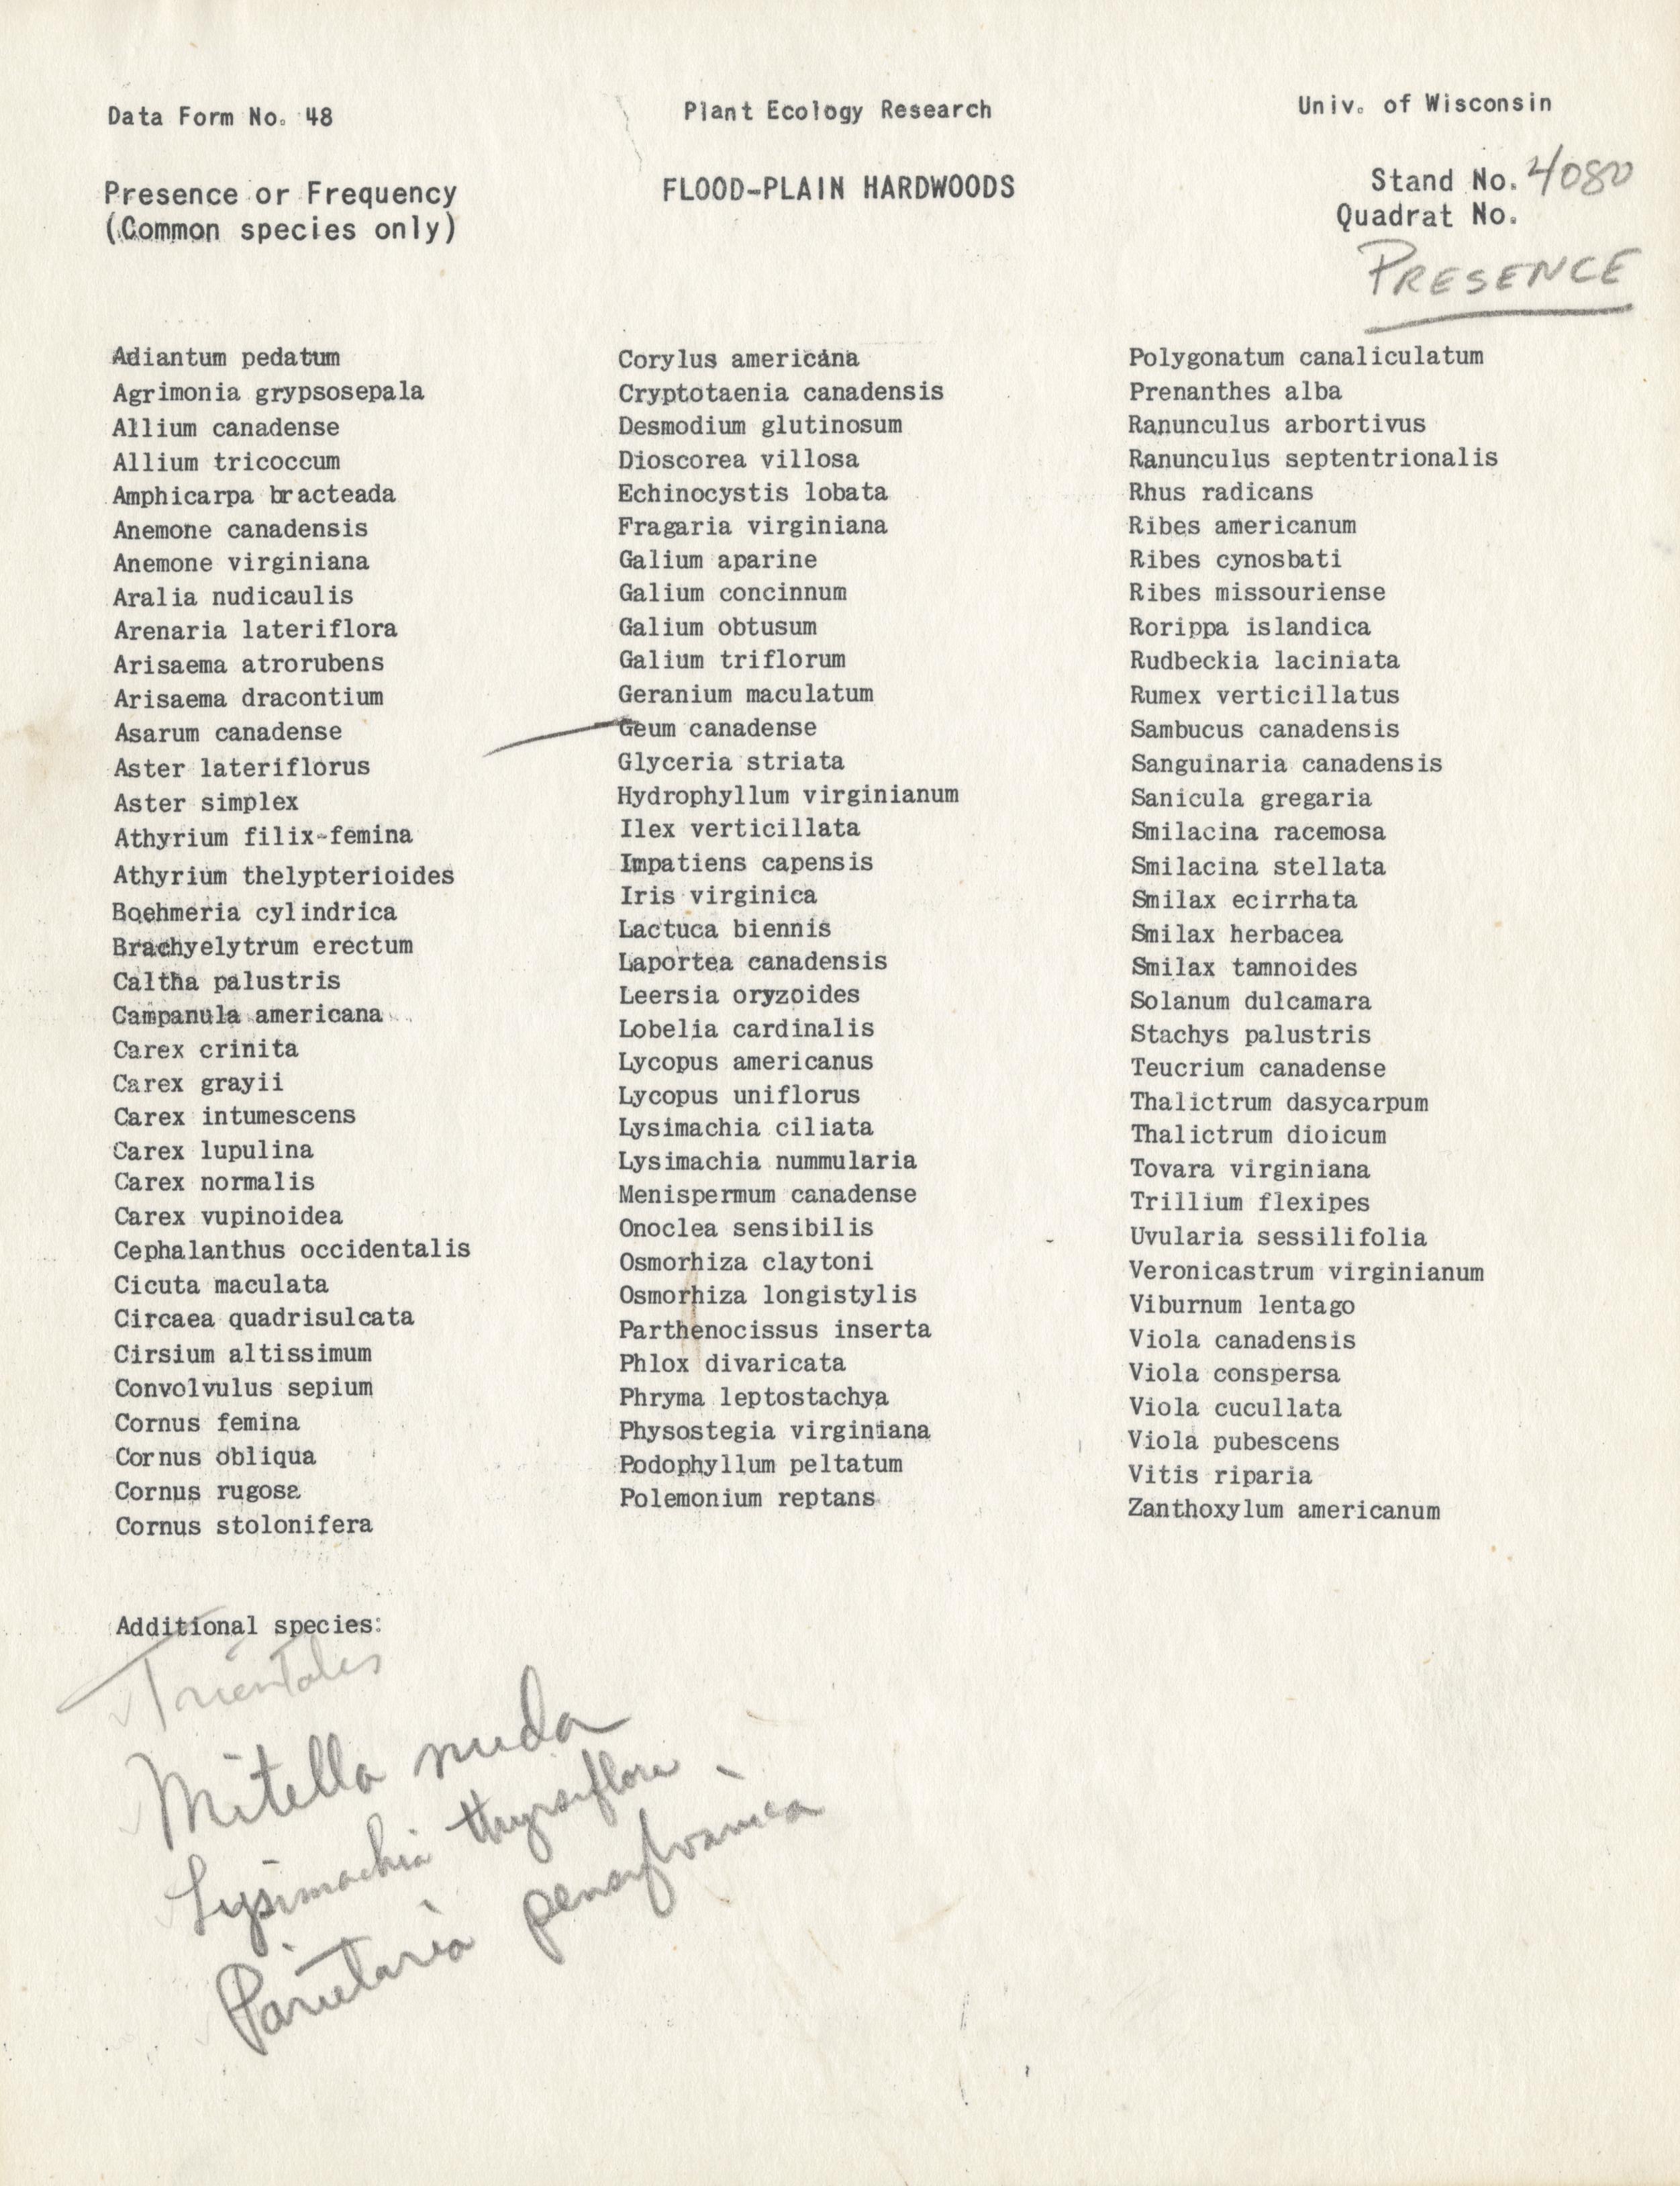 Data Form No. 48
Plant Ecology Research
Univ. of Wisconsin
Presence or Frequency
(Common species only)
FLOOD-PLAIN HARDWOODS
Stand No. 4080
Quadrat No.
PRESENCE
Adiantum pedatum
Agrimonia grypsosepala
Allium canadense
Allium tricoccum
Amphicarpa bracteada
Anemone canadensis
Anemone virginiana
Aralia nudicaulis
Arenaria lateriflora
Arisaema atrorubens
Arisaema dracontium
Asarum canadense
Aster lateriflorus
Aster simplex
Athyrium filix-femina
Athyrium thelypterioides
Boehmeria cylindrica
Brachyelytrum erectum
Caltha palustris
Campanula americana
Carex crinita
Carex grayii
Carex intumescens
Carex lupulina
Carex normalis
Carex vupinoidea
Cephalanthus occidentalis
Cicuta maculata
Circaea quadrisulcata
Cirsium altissimum
Convolvulus sepium
Cornus femina
Cornus obliqua
Cornus rugosa
Cornus stolonifera
Corylus americana
Cryptotaenia canadensis
Desmodium glutinosum
Dioscorea villosa
Echinocystis lobata
Fragaria virginiana
Galium aparine
Galium concinnum
Galium obtusum
Galium triflorum
Geranium maculatum
Geum canadense
Glyceria striata
Hydrophyllum virginianum
Ilex verticillata
Impatiens capensis
Iris virginica
Lactuca biennis
Laportea canadensis
Leersia oryzoides
Lobelia cardinalis
Lycopus americanus
Lycopus uniflorus
Lysimachia ciliata
Lysimachia nummularia
Menispermum canadense
Onoclea sensibilis
Osmorhiza claytoni
Osmorhiza longistylis
Parthenocissus inserta
Phlox divaricata
Phryma leptostachya
Physostegia virginiana
Podophyllum peltatum
Polemonium reptans
Polygonatum canaliculatum
Prenanthes alba
Ranunculus arbortivus
Ranunculus septentrionalis
Rhus radicans
Ribes americanum
Ribes cynosbati
Ribes missouriense
Rorippa islandica
Rudbeckia laciniata
Rumex verticillatus
Sambucus canadensis
Sanguinaria canadensis
Sanicula gregaria
Smilacina racemosa
Smilacina stellata
Smilax ecirrhata
Smilax herbacea
Smilax tamnoides
Solanum dulcamara
Stachys palustris
Teucrium canadense
Thalictrum dasycarpum
Thalictrum dioicum
Tovara virginiana
Trillium flexipes
Uvularia sessilifolia
Veronicastrum virginianum
Viburnum lentago
Viola canadensis
Viola conspersa
Viola cucullata
Viola pubescens
Vitis riparia
Zanthoxylum americanum
Additional species:
Trientales
Mitella nuda
Lysimachia thyrsiflora
Parietaria pensylvanica